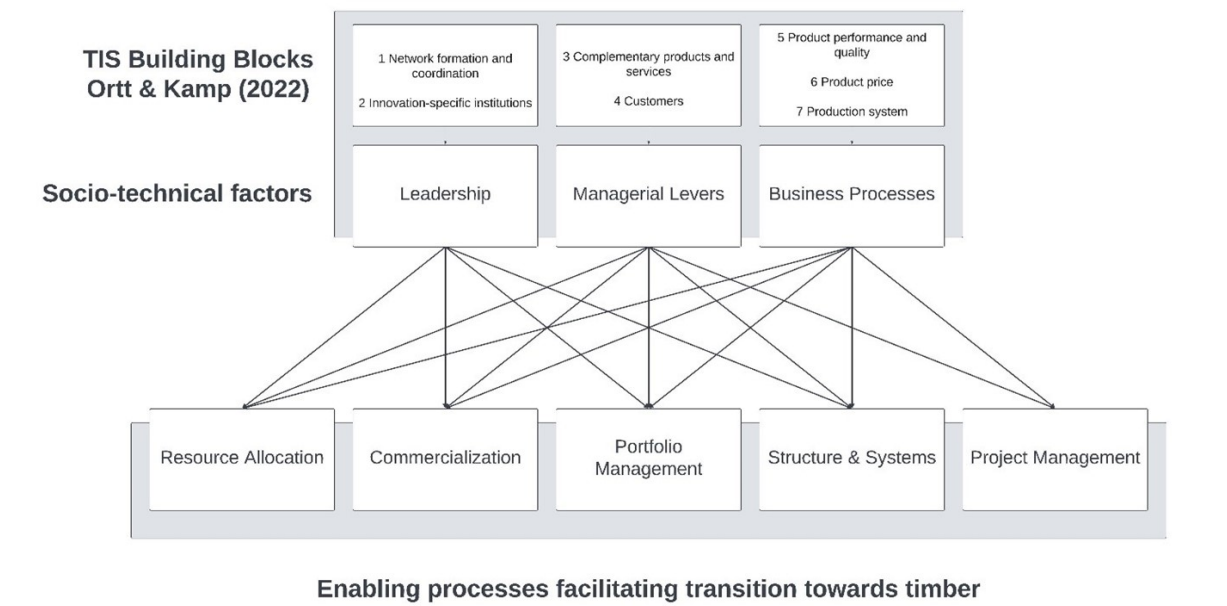 TIS Building Blocks
Ortt & Kamp (2022)
1 Network formation and
coordination
2 Innovation-specific institutions
3 Complementary products and
services
4 Customers
5 Product performance and
quality
6 Product price
7 Production system
Socio-technical factors
Leadership
Managerial Levers
Business Processes
Resource Allocation
Commercialization
Portfolio
Management
Structure & Systems
Project Management
Enabling processes facilitating transition towards timber